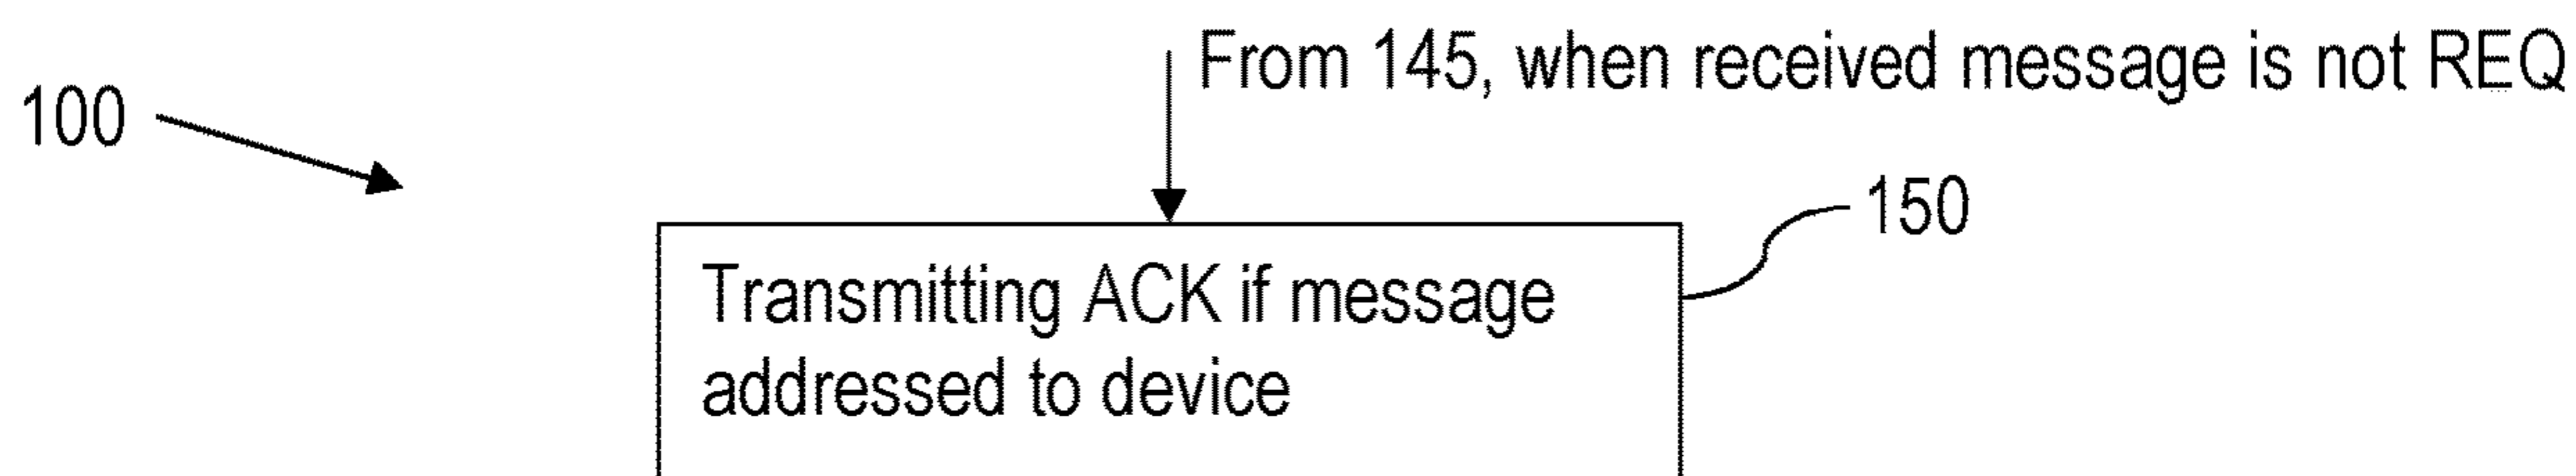 From 145, when received message is not REQ
100
150
Transmitting ACK if message
addressed to device